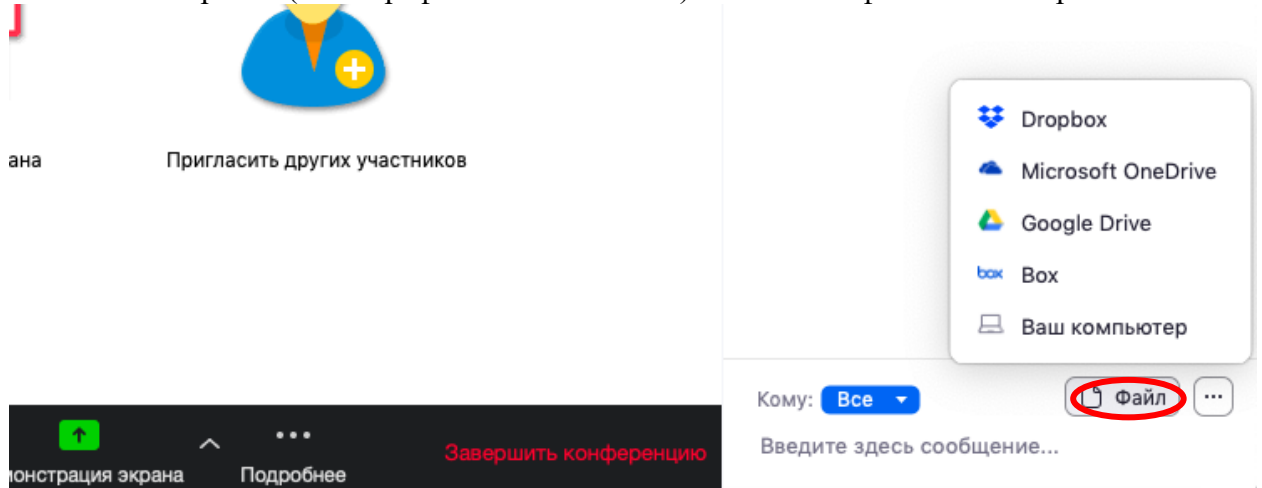 Dropbox
ана
Пригласить других участников
Microsoft OneDrive
Google Drive
box Box
Ваш компьютер
Кому: Все
Файл
Введите здесь сообщение...
Завершить конференцию
онстрация экрана
Подробнее